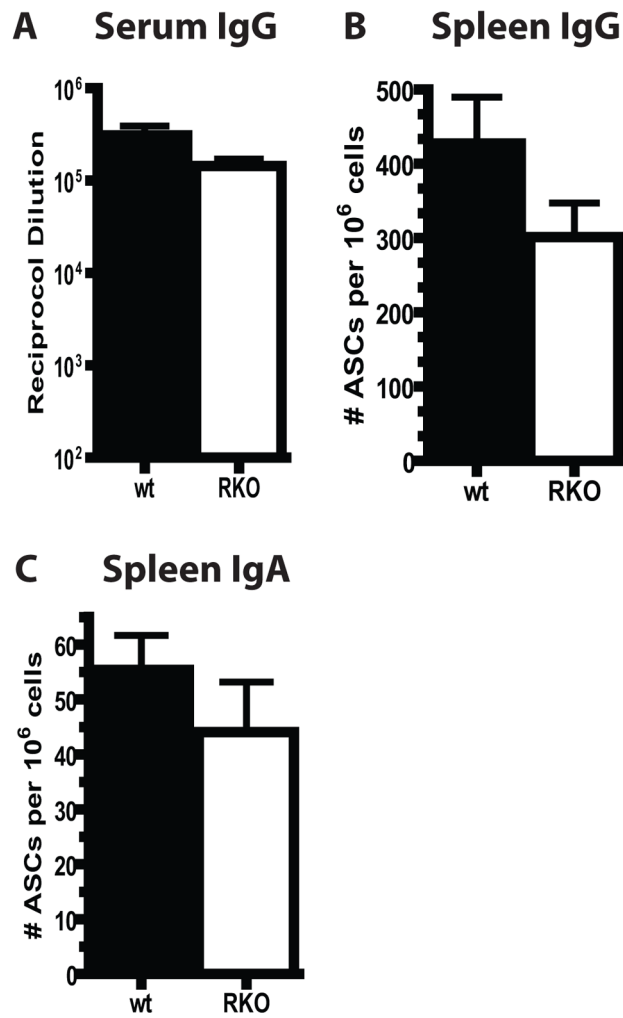 A Serum IgG
Reciprocol Dilution
10⁶
10⁵
10⁴
10³
10²
wt RKO
B Spleen IgG
# ASCs per 10⁶ cells
500
400
300
200
100
0
wt RKO
C Spleen IgA
# ASCs per 10⁶ cells
60
50
40
30
20
10
0
wt RKO